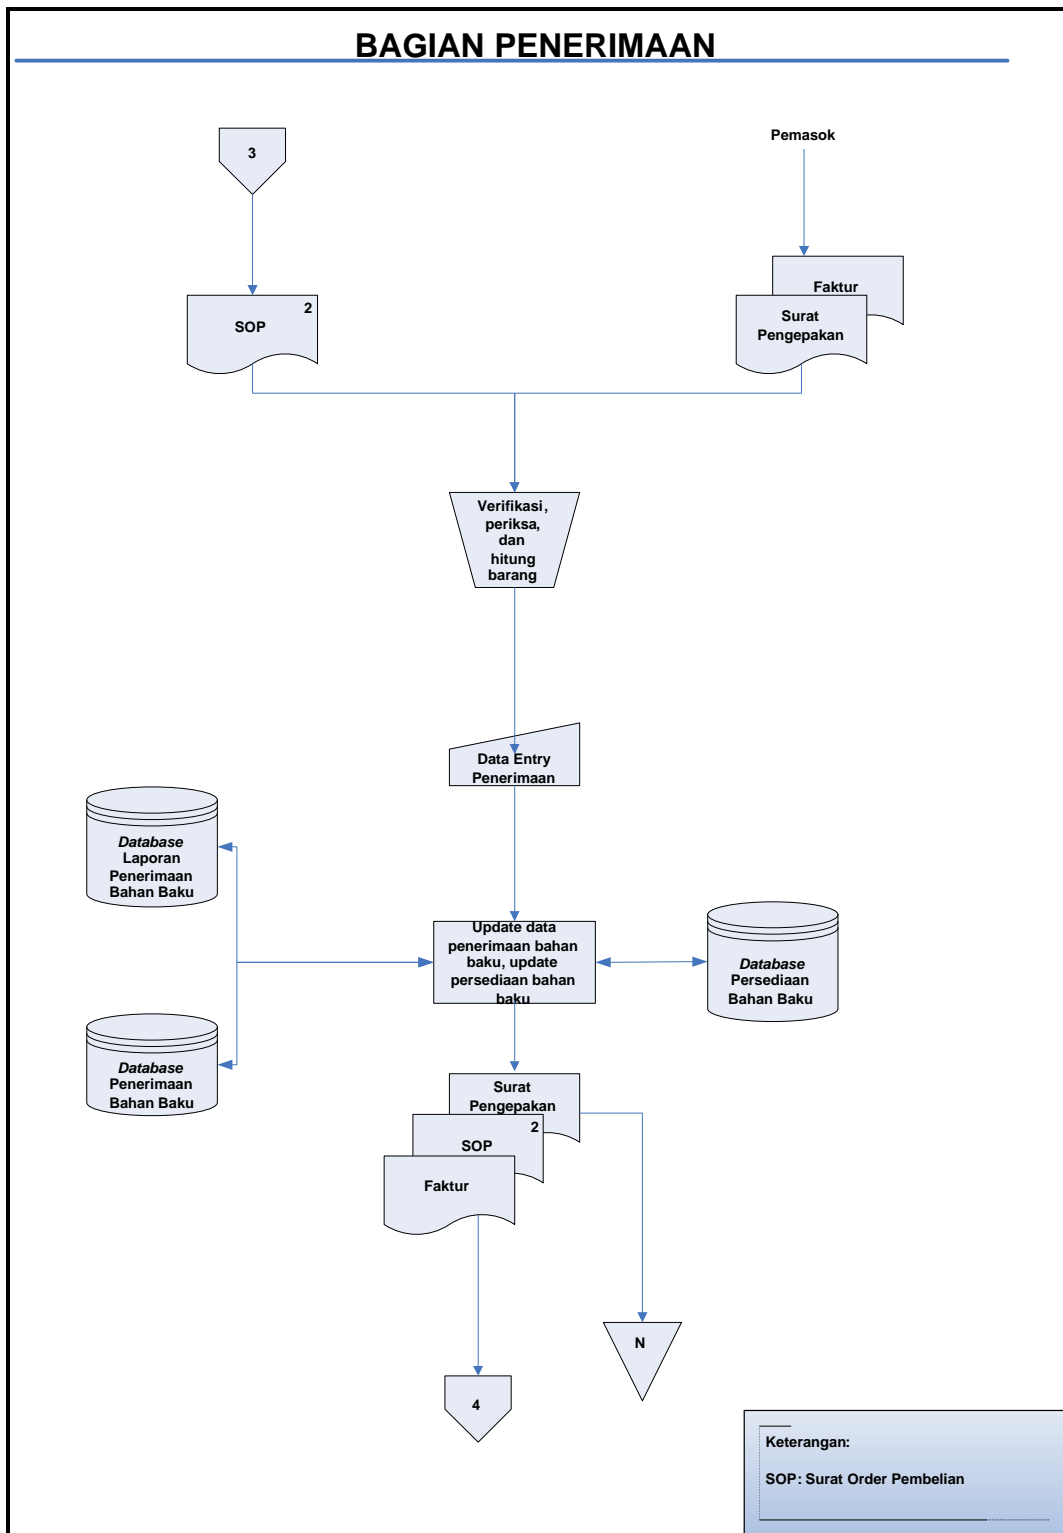 BAGIAN PENERIMAAN
3
Pemasok
Faktur
Surat
Pengepakan
2
SOP
Verifikasi,
periksa,
dan
hitung
barang
Data Entry
Penerimaan
Database
Laporan
Penerimaan
Bahan Baku
Update data
penerimaan bahan
baku, update
persediaan bahan
baku
Database
Persediaan
Bahan Baku
Database
Penerimaan
Bahan Baku
Surat
Pengepakan
2
SOP
Faktur
N
4
Keterangan:
SOP: Surat Order Pembelian